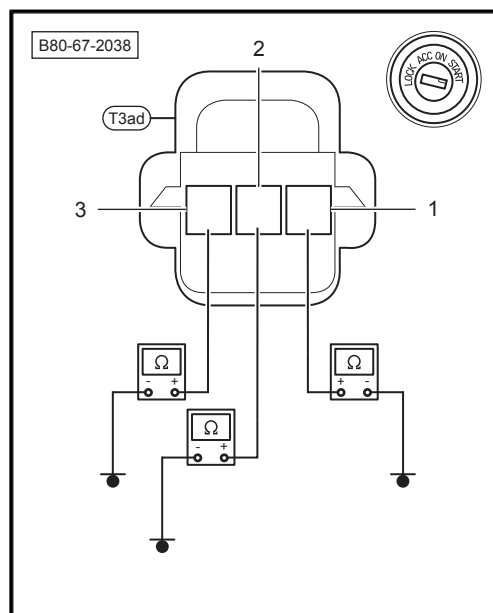 B80-67-2038
2
LOCK ACC ON START
T3ad
3
1
Ω
- +
Ω
+ -
Ω
- +